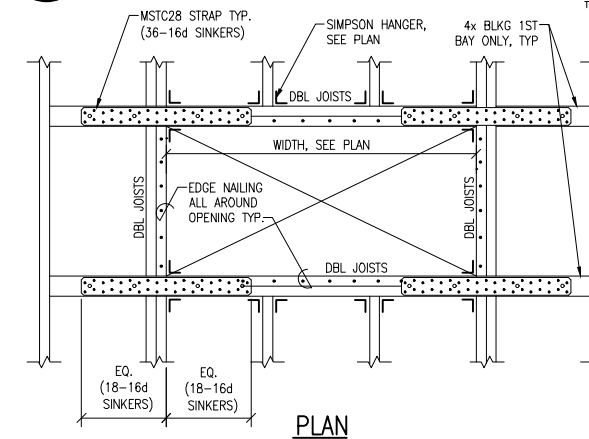 MSTC28 STRAP TYP.
(36-16d SINKERS)
SIMPSON HANGER,
SEE PLAN
4x BLKG 1ST
BAY ONLY, TYP
DBL JOISTS
WIDTH, SEE PLAN
DBL JOISTS
EDGE NAILING
ALL AROUND
OPENING TYP.
DBL JOISTS
DBL JOISTS
EQ.
(18-16d
SINKERS)
EQ.
(18-16d
SINKERS)
PLAN